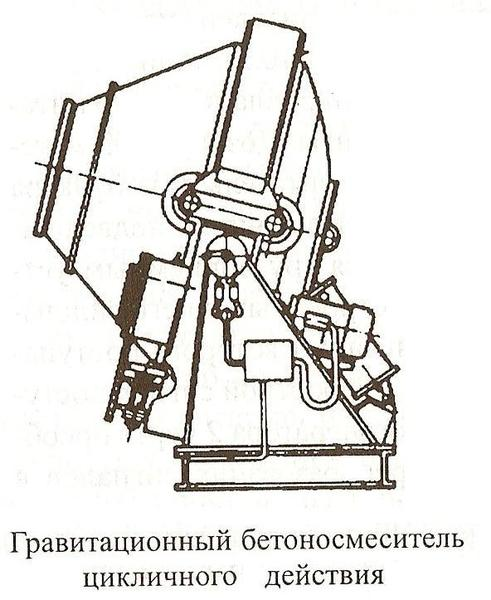 Гравитационный бетоносмеситель
цикличного действия